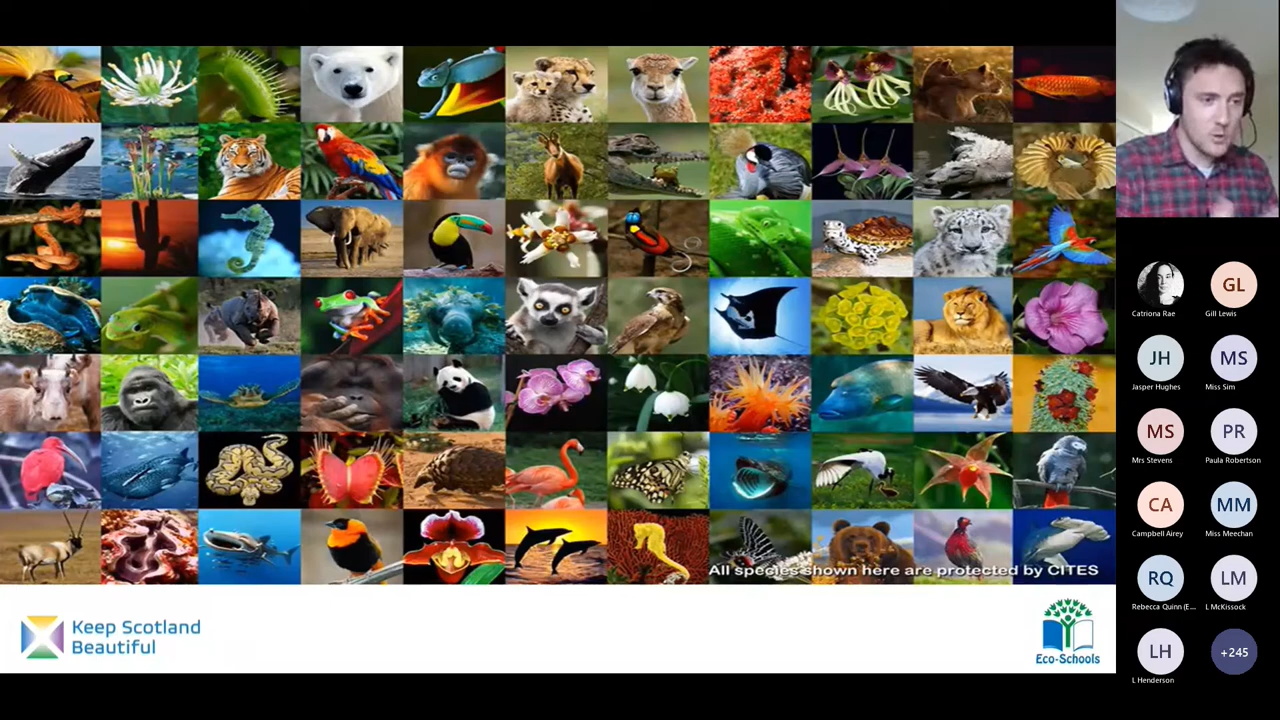 All species shown here are protected by CITES
Keep Scotland
Beautiful
Eco-Schools
Catriona Rae
GL
Gill Lewis
JH
Jasper Hughes
MS
Miss Sim
MS
Mrs Stevens
PR
Paula Robertson
CA
Campbell Airey
MM
Miss Meechan
RQ
Rebecca Quinn (E...
LM
L McKissock
LH
L Henderson
+245